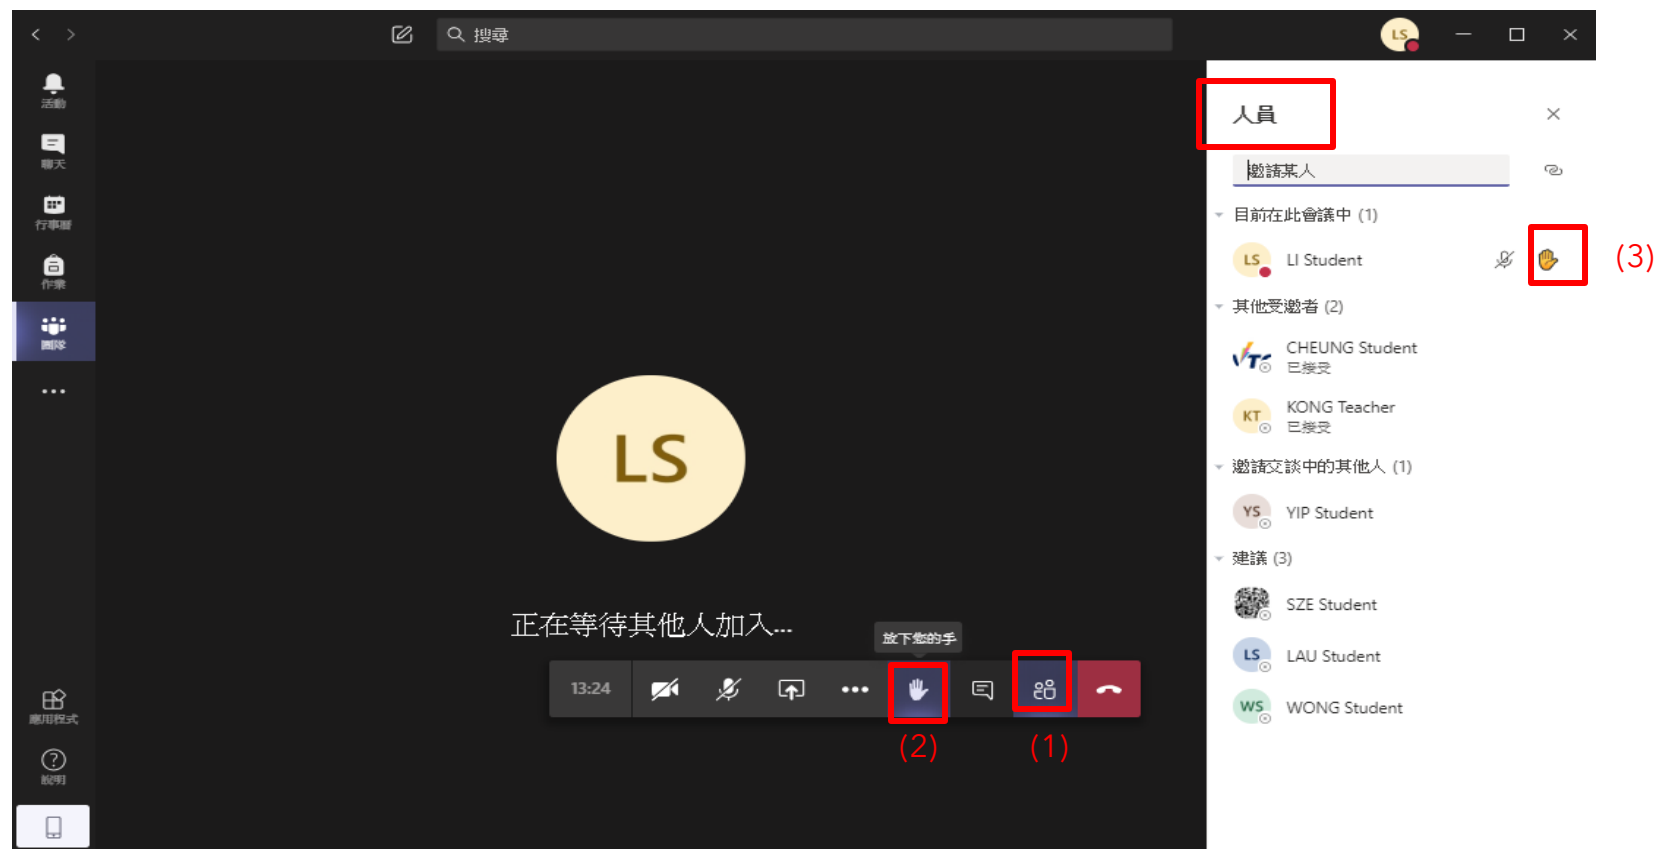 搜尋
LS
活動
聊天
行事曆
作業
團隊
應用程式
說明
LS
正在等待其他人加入...
放下您的手
13:24
(2)
(1)
人員
邀請某人
目前在此會議中 (1)
LS
LI Student
(3)
其他受邀者 (2)
VTC
CHEUNG Student
已接受
KT
KONG Teacher
已接受
邀請交談中的其他人 (1)
YS
YIP Student
建議 (3)
SZE Student
LS
LAU Student
WS
WONG Student